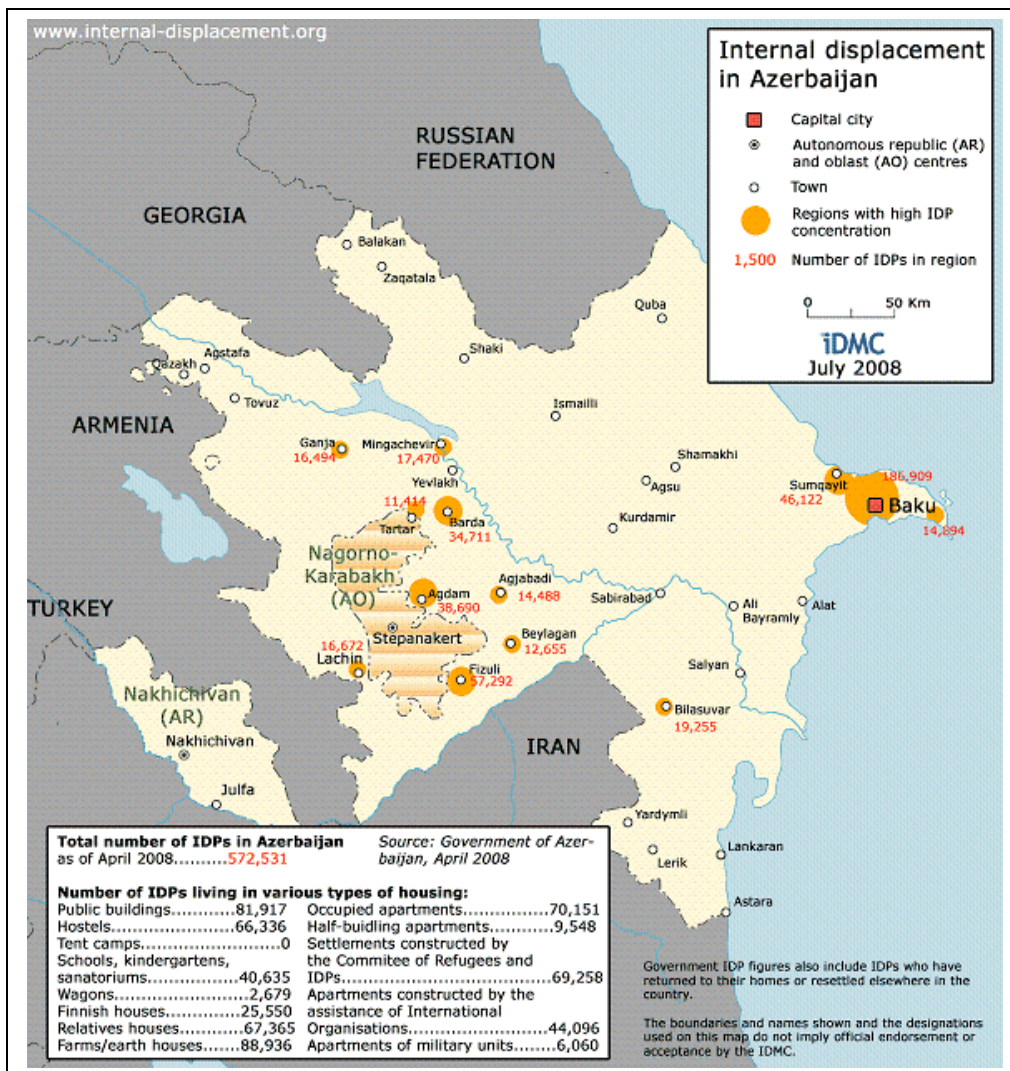 www.internal-displacement.org
Internal displacement
in Azerbaijan
Capital city
Autonomous republic (AR)
and oblast (AO) centres
Town
Regions with high IDP
concentration
1,500 Number of IDPs in region
0 50 Km
iDMC
July 2008
RUSSIAN
FEDERATION
GEORGIA
Balakan
Zaqatala
Quba
Shaki
Agstafa
Qazakh
Tovuz
Ismailli
ARMENIA
Ganja
16,494
Mingachevir
17,470
Yevlakh
Shamakhi
Agsu
Sumqayit
46,122
186,909
Baku
14,894
11,414
Tartar
Barda
34,711
Kurdamir
Nagorno-
Karabakh
(AO)
Agdam
38,690
Agjabadi
14,488
Sabirabad
Ali
Bayramly
Alat
TURKEY
Stepanakert
Beylagan
12,655
16,672
Lachin
Fizuli
57,292
Salyan
Nakhichivan
(AR)
Nakhichivan
Bilasuvar
19,255
IRAN
Julfa
Yardymli
Lerik
Lankaran
Astara
Total number of IDPs in Azerbaijan
as of April 2008..........572,531
Source: Government of Azer-
baijan, April 2008
Number of IDPs living in various types of housing:
Public buildings............81,917
Hostels.......................66,336
Tent camps...................0
Schools, kindergartens,
sanatoriums................40,635
Wagons......................2,679
Finnish houses............25,550
Relatives houses.........67,365
Farms/earth houses...88,936
Occupied apartments...........70,151
Half-buidling apartments........9,548
Settlements constructed by
the Commitee of Refugees and
IDPs...........................69,258
Apartments constructed by the
assistance of International
Organisations..................44,096
Apartments of military units.....6,060
Government IDP figures also include IDPs who have
returned to their homes or resettled elsewhere in the
country.
The boundaries and names shown and the designations
used on this map do not imply official endorsement or
acceptance by the IDMC.